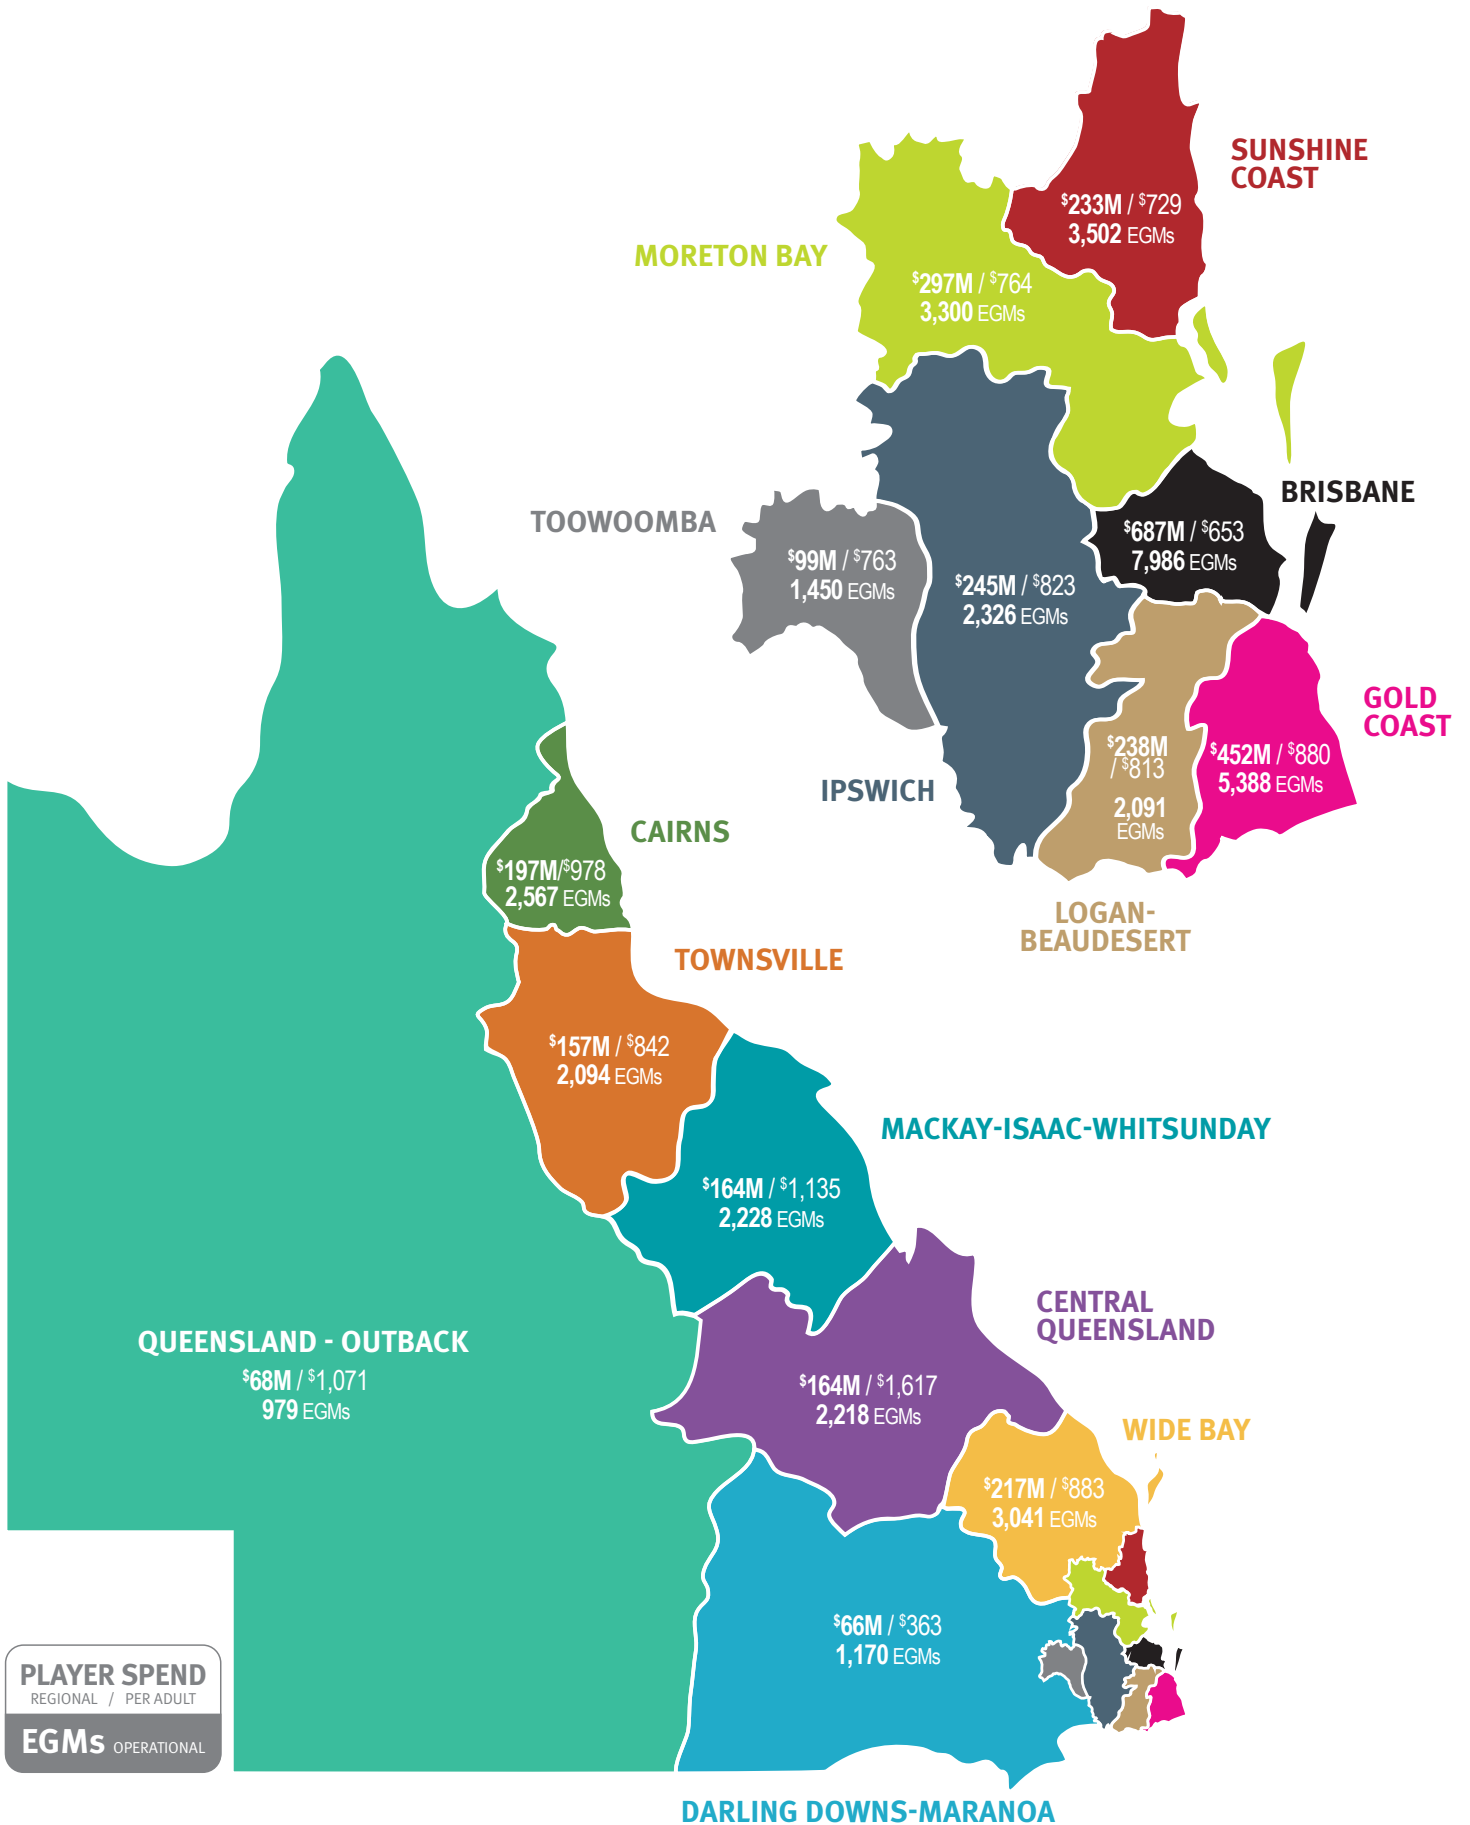 SUNSHINE
COAST
$233M / $729
3,502 EGMs
MORETON BAY
$297M / $764
3,300 EGMs
BRISBANE
$687M / $653
7,986 EGMs
TOOWOOMBA
$99M / $763
1,450 EGMs
$245M / $823
2,326 EGMs
IPSWICH
GOLD
COAST
$452M / $880
5,388 EGMs
$238M
/ $813
2,091
EGMs
LOGAN-
BEAUDESERT
CAIRNS
$197M/$978
2,567 EGMs
TOWNSVILLE
$157M / $842
2,094 EGMs
MACKAY-ISAAC-WHITSUNDAY
$164M / $1,135
2,228 EGMs
CENTRAL
QUEENSLAND
$164M / $1,617
2,218 EGMs
QUEENSLAND - OUTBACK
$68M / $1,071
979 EGMs
WIDE BAY
$217M / $883
3,041 EGMs
$66M / $363
1,170 EGMs
DARLING DOWNS-MARANOA
PLAYER SPEND
REGIONAL / PER ADULT
EGMs OPERATIONAL